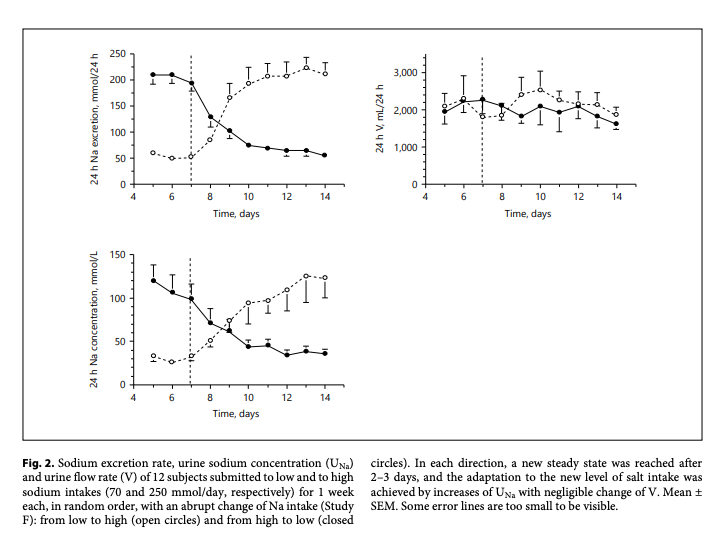 250
200
150
100
50
0
24 h Na excretion, mmol/24 h
4 6 8 10 12 14
Time, days
3,000
2,000
1,000
0
24 h V, mL/24 h
4 6 8 10 12 14
Time, days
150
100
50
0
24 h Na concentration, mmol/L
4 6 8 10 12 14
Time, days
Fig. 2. Sodium excretion rate, urine sodium concentration (UNa)
and urine flow rate (V) of 12 subjects submitted to low and to high
sodium intakes (70 and 250 mmol/day, respectively) for 1 week
each, in random order, with an abrupt change of Na intake (Study
F): from low to high (open circles) and from high to low (closed
circles). In each direction, a new steady state was reached after
2–3 days, and the adaptation to the new level of salt intake was
achieved by increases of UNa with negligible change of V. Mean ±
SEM. Some error lines are too small to be visible.